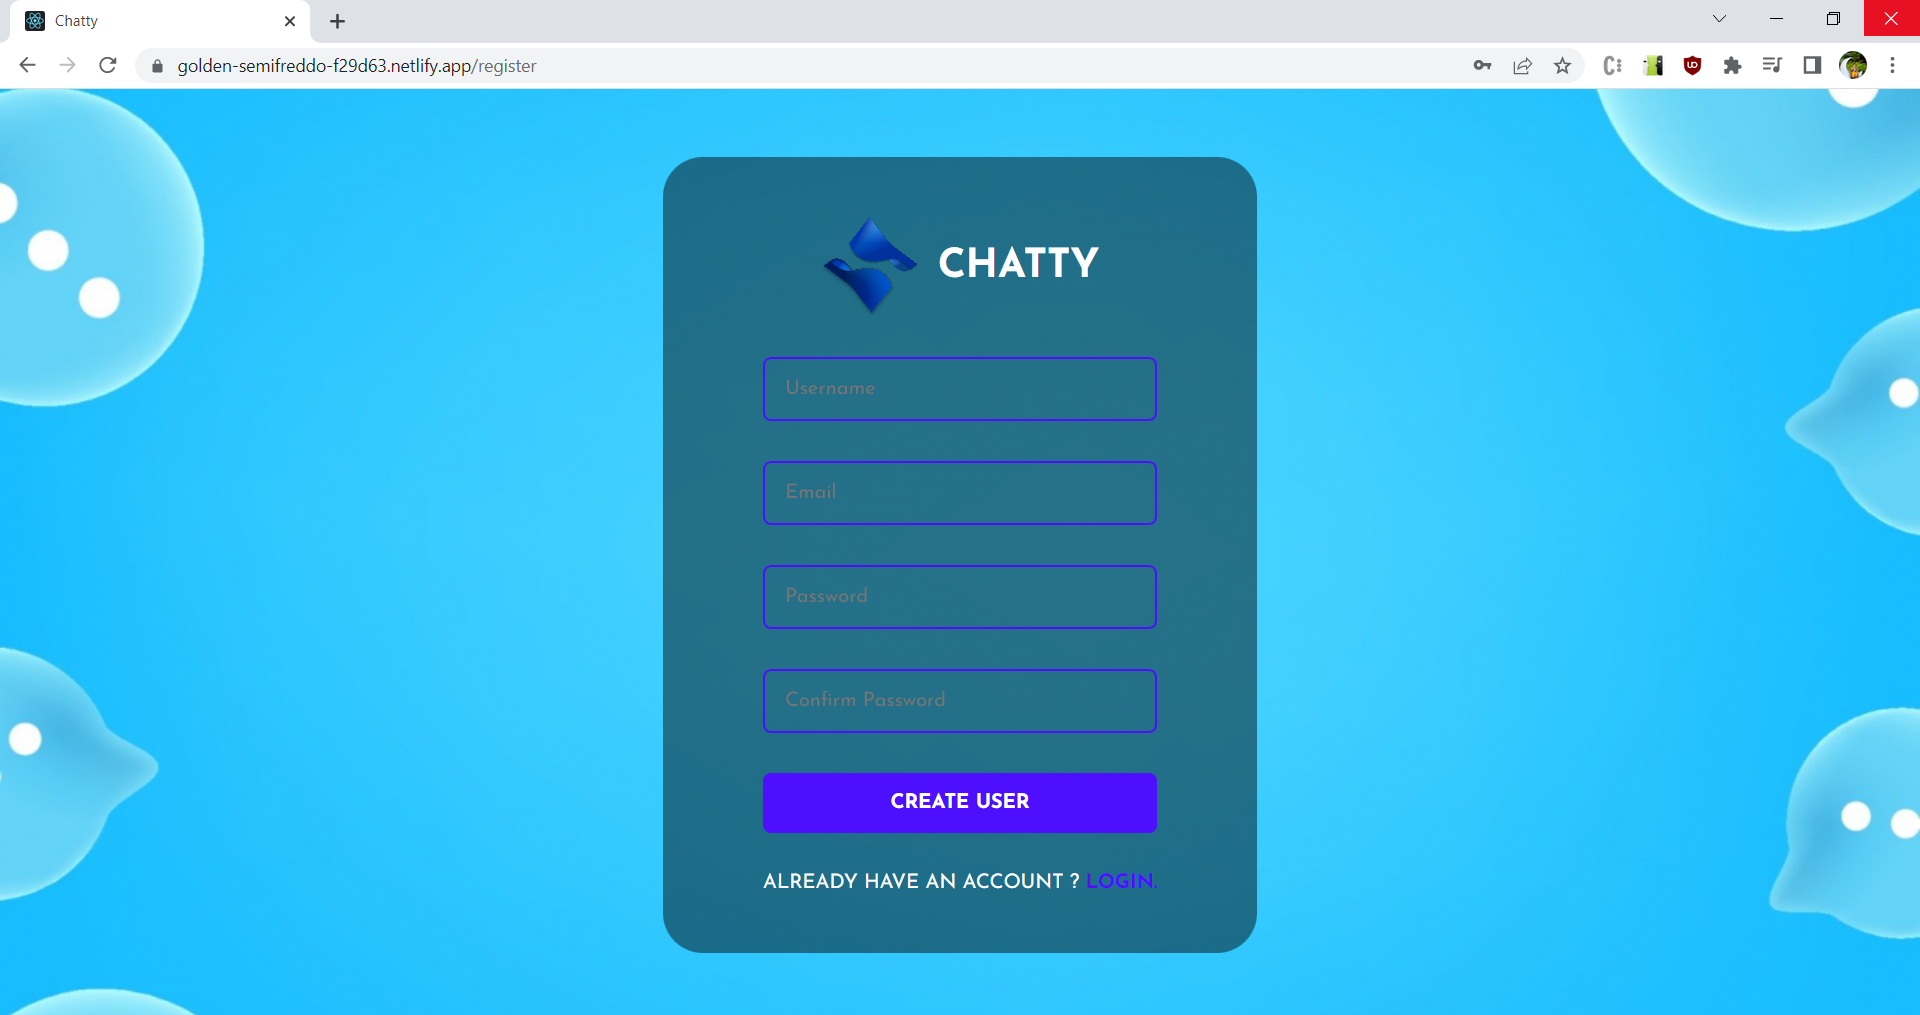 Chatty
golden-semifreddo-f29d63.netlify.app/register
CHATTY
Username
Email
Password
Confirm Password
CREATE USER
ALREADY HAVE AN ACCOUNT ? LOGIN.